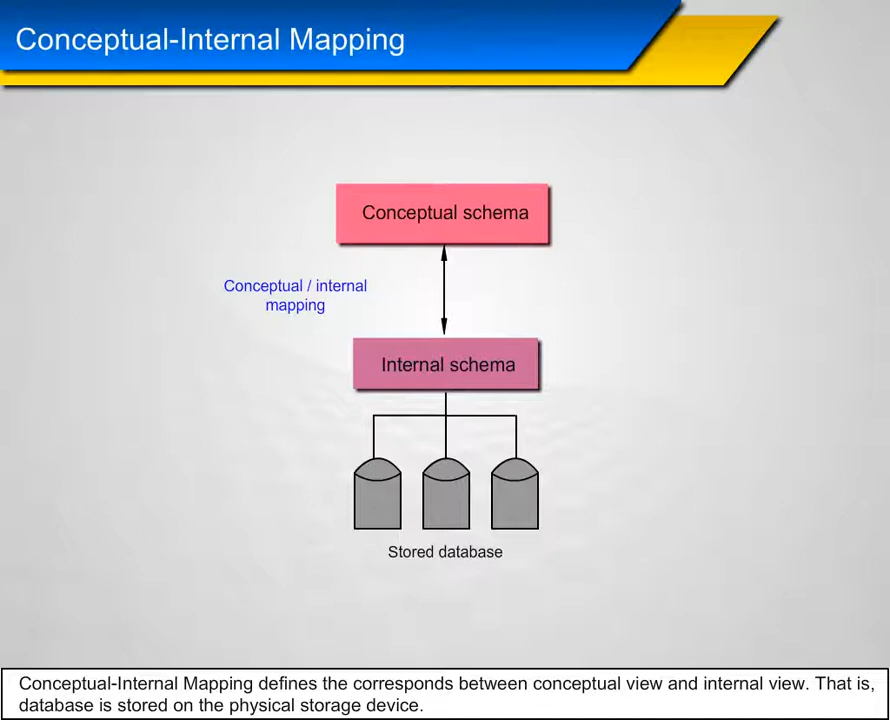 Conceptual-Internal Mapping
Conceptual schema
Conceptual / internal
mapping
Internal schema
Stored database
Conceptual-Internal Mapping defines the corresponds between conceptual view and internal view. That is,
database is stored on the physical storage device.